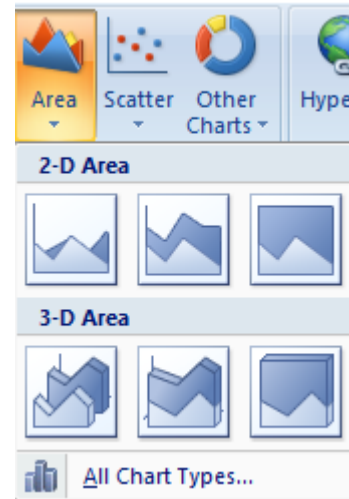 Area Scatter Other Hype
Charts
2-D Area
3-D Area
All Chart Types...